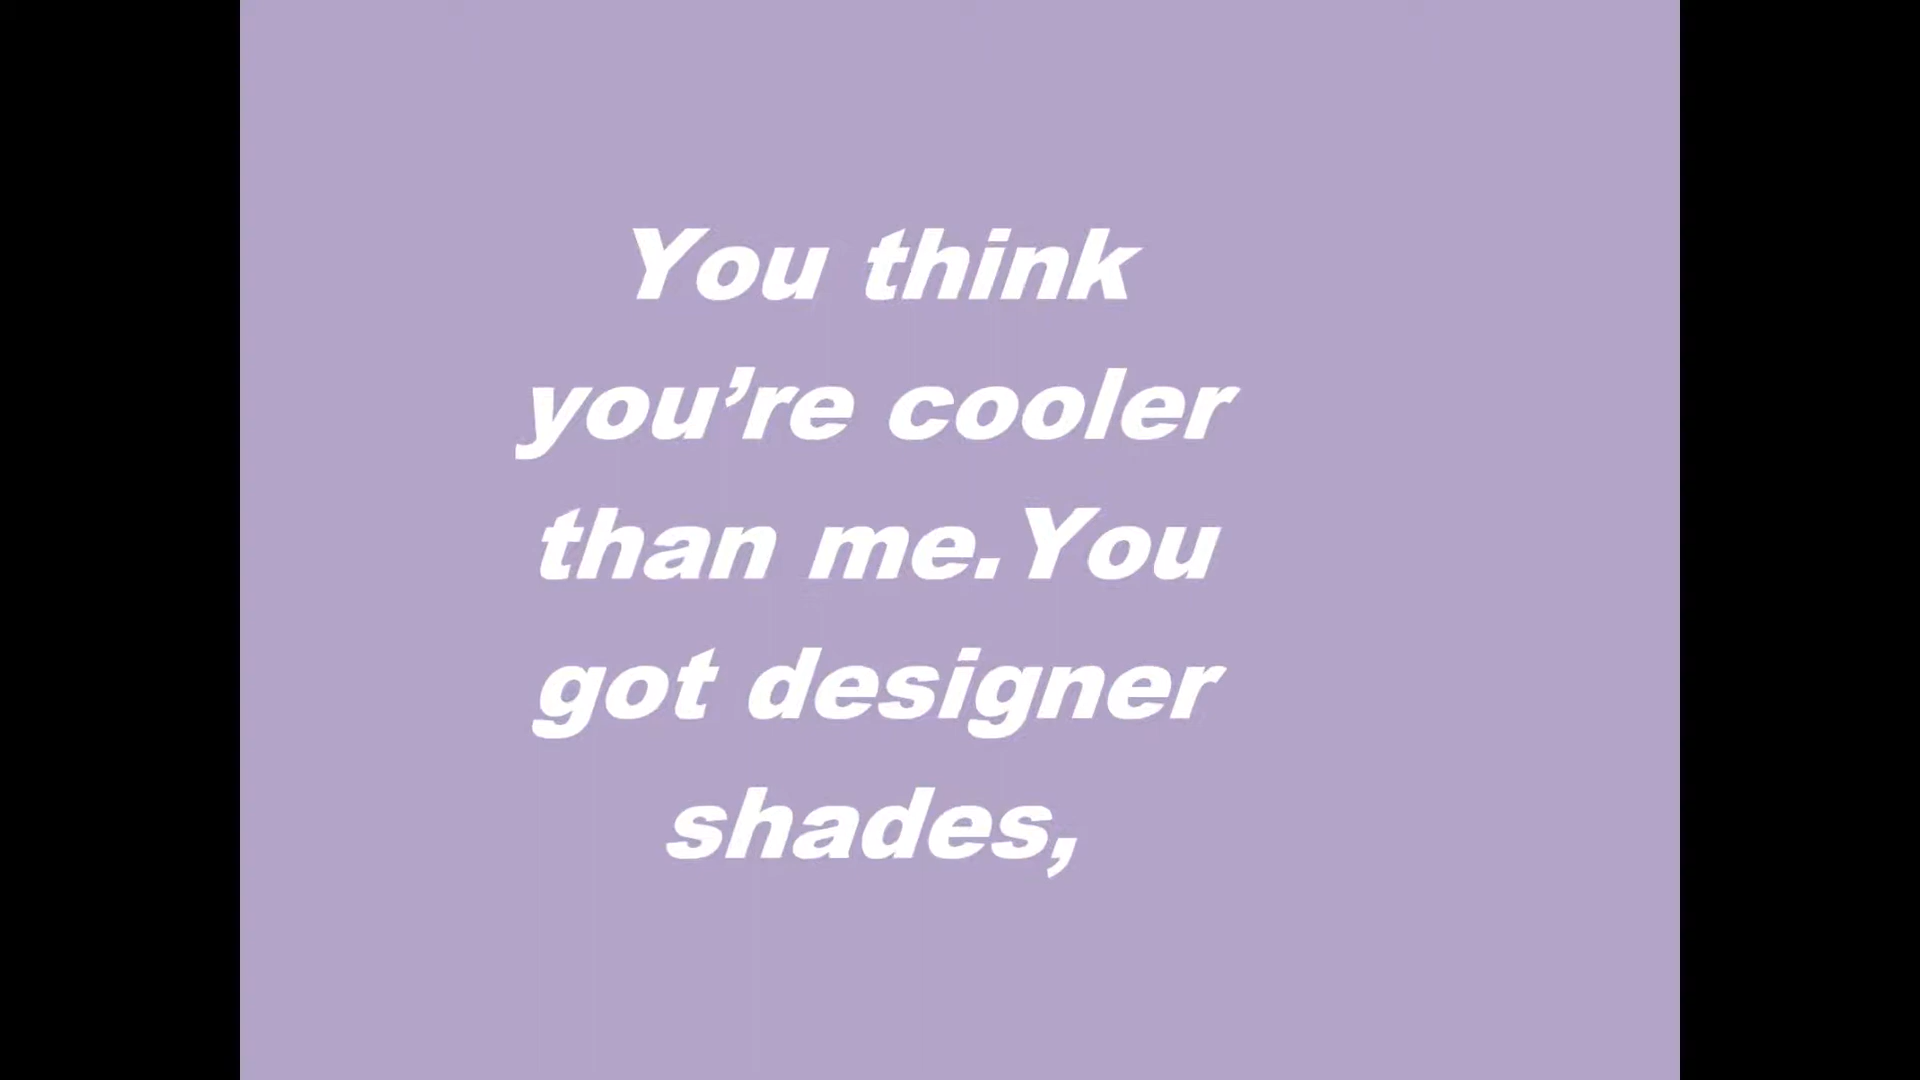 You think
you’re cooler
than me.You
got designer
shades,